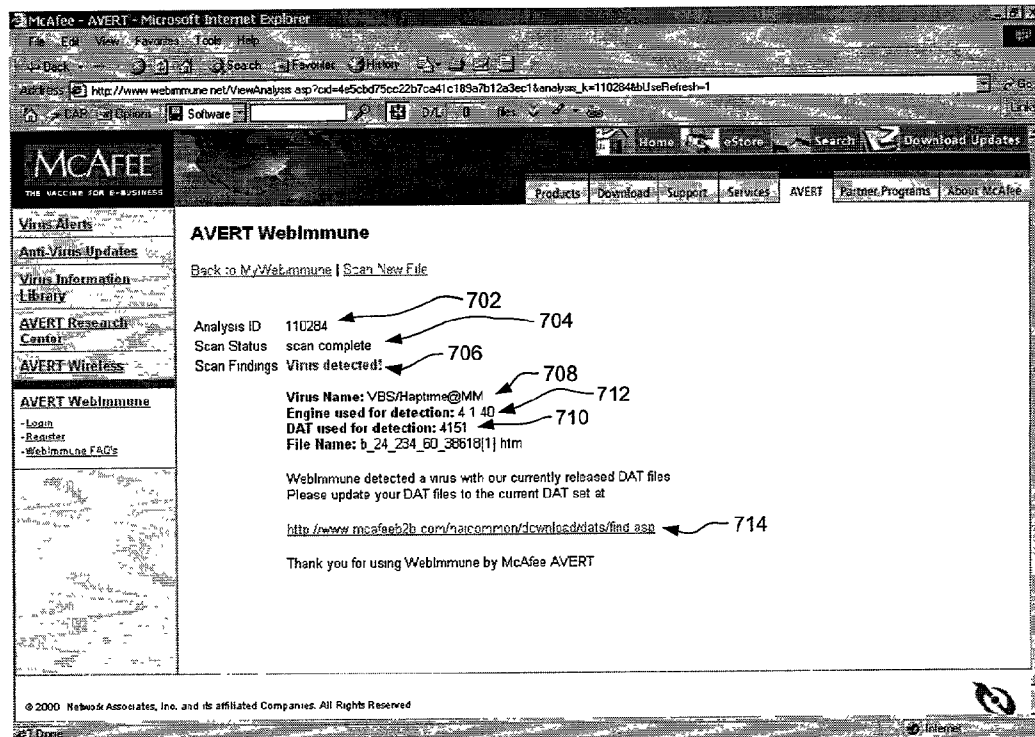 McAfee - AVERT - Microsoft Internet Explorer
File Edit View Favorites Tools Help
Back Search Favorites History
Address http://www.webimmune.net/ViewAnalysis.asp?cid=4e5cbd75cc22b7ca41c189a7b12a3ec1&analysis_k=110284&bUseRefresh=1
Options Software D/L: 0 files
Home eStore Search Download Updates
McAFEE
THE VACCINE FOR E-BUSINESS
Products Download Support Services AVERT Partner Programs About McAfee
Virus Alerts
Anti-Virus Updates
Virus Information
Library
AVERT Research
Center
AVERT Wireless
AVERT WebImmune
-Login
-Register
-WebImmune FAQ's
AVERT WebImmune
Back to MyWebImmune | Scan New File
702
Analysis ID 110284
704
Scan Status scan complete
706
Scan Findings Virus detected!
708
Virus Name: VBS/Haptime@MM
712
Engine used for detection: 4 1 40
710
DAT used for detection: 4151
File Name: b_24_234_60_38618[1] htm
WebImmune detected a virus with our currently released DAT files
Please update your DAT files to the current DAT set at
http://www.mcafeeb2b.com/naicommon/download/dats/find.asp
714
Thank you for using WebImmune by McAfee AVERT
© 2000 Network Associates, Inc. and its affiliated Companies. All Rights Reserved
Done Internet